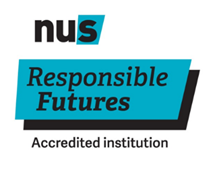 nus
Responsible
Futures
Accredited institution